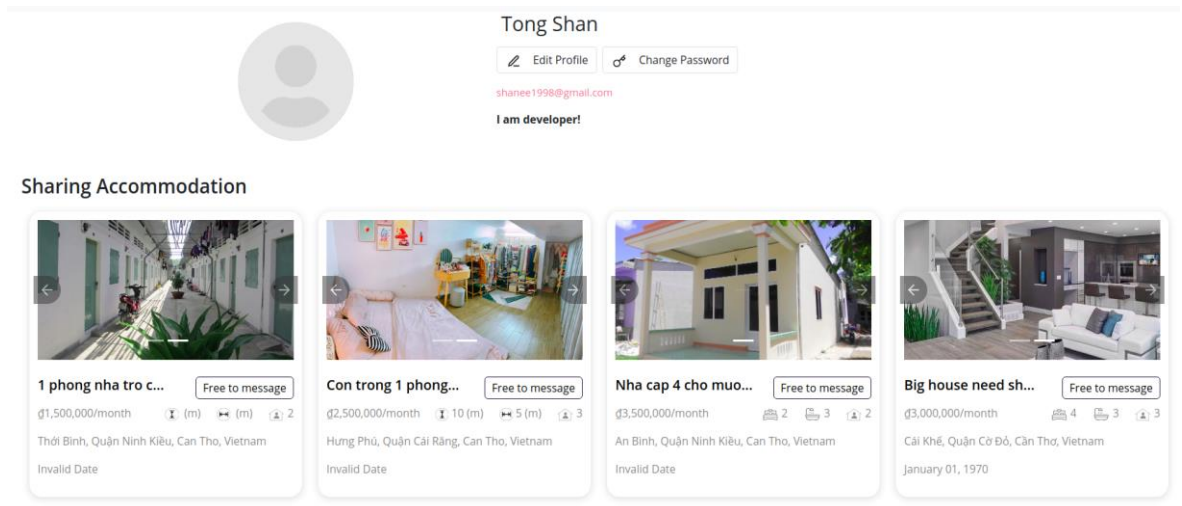 Tong Shan
Edit Profile Change Password
shanee1998@gmail.com
I am developer!
Sharing Accommodation
1 phong nha tro c... Free to message
₫1,500,000/month (m) (m) 2
Thới Bình, Quận Ninh Kiều, Can Tho, Vietnam
Invalid Date
Con trong 1 phong... Free to message
₫2,500,000/month 10 (m) 5 (m) 3
Hưng Phú, Quận Cái Răng, Can Tho, Vietnam
Invalid Date
Nha cap 4 cho muo... Free to message
₫3,500,000/month 2 3 2
An Bình, Quận Ninh Kiều, Can Tho, Vietnam
Invalid Date
Big house need sh... Free to message
₫3,000,000/month 4 3 3
Cái Khế, Quận Cờ Đỏ, Cần Thơ, Vietnam
January 01, 1970